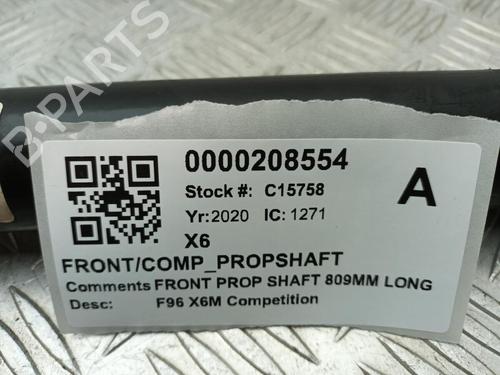 B-PARTS
0000208554
Stock #: C15758
A
Yr:2020 IC: 1271
X6
FRONT/COMP_PROPSHAFT
Comments FRONT PROP SHAFT 809MM LONG
Desc: F96 X6M Competition